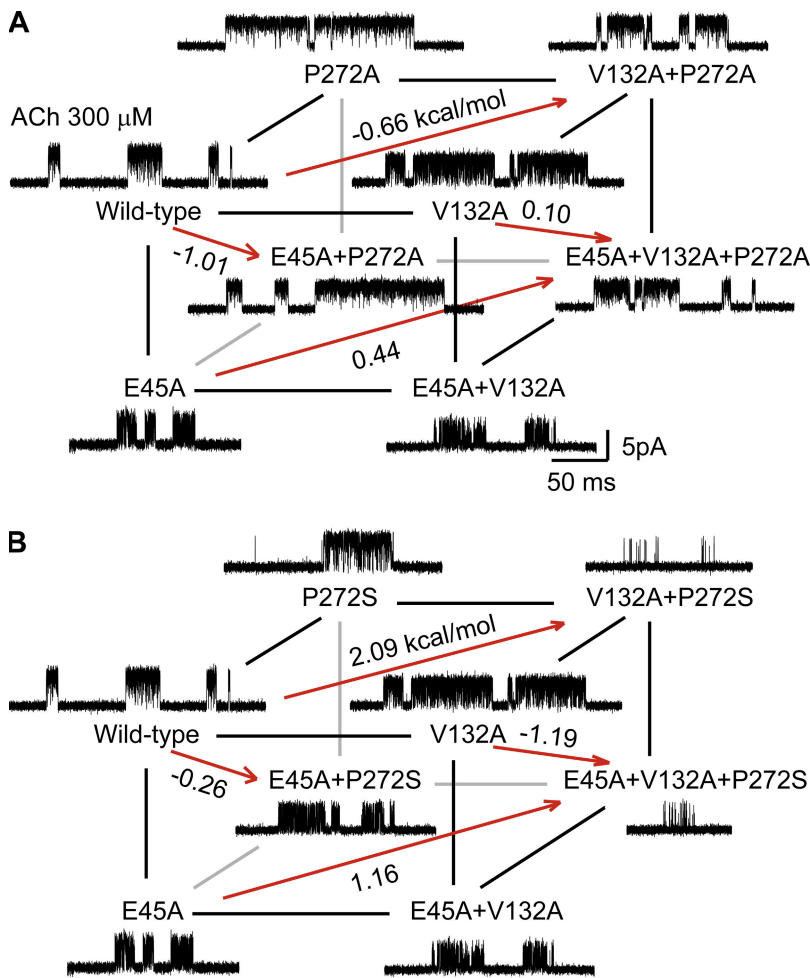 A
P272A
V132A+P272A
ACh 300 μM
-0.66 kcal/mol
Wild-type
V132A
0.10
-1.01
E45A+P272A
E45A+V132A+P272A
0.44
E45A
E45A+V132A
5pA
50 ms
B
P272S
V132A+P272S
2.09 kcal/mol
Wild-type
V132A
-1.19
-0.26
E45A+P272S
E45A+V132A+P272S
1.16
E45A
E45A+V132A